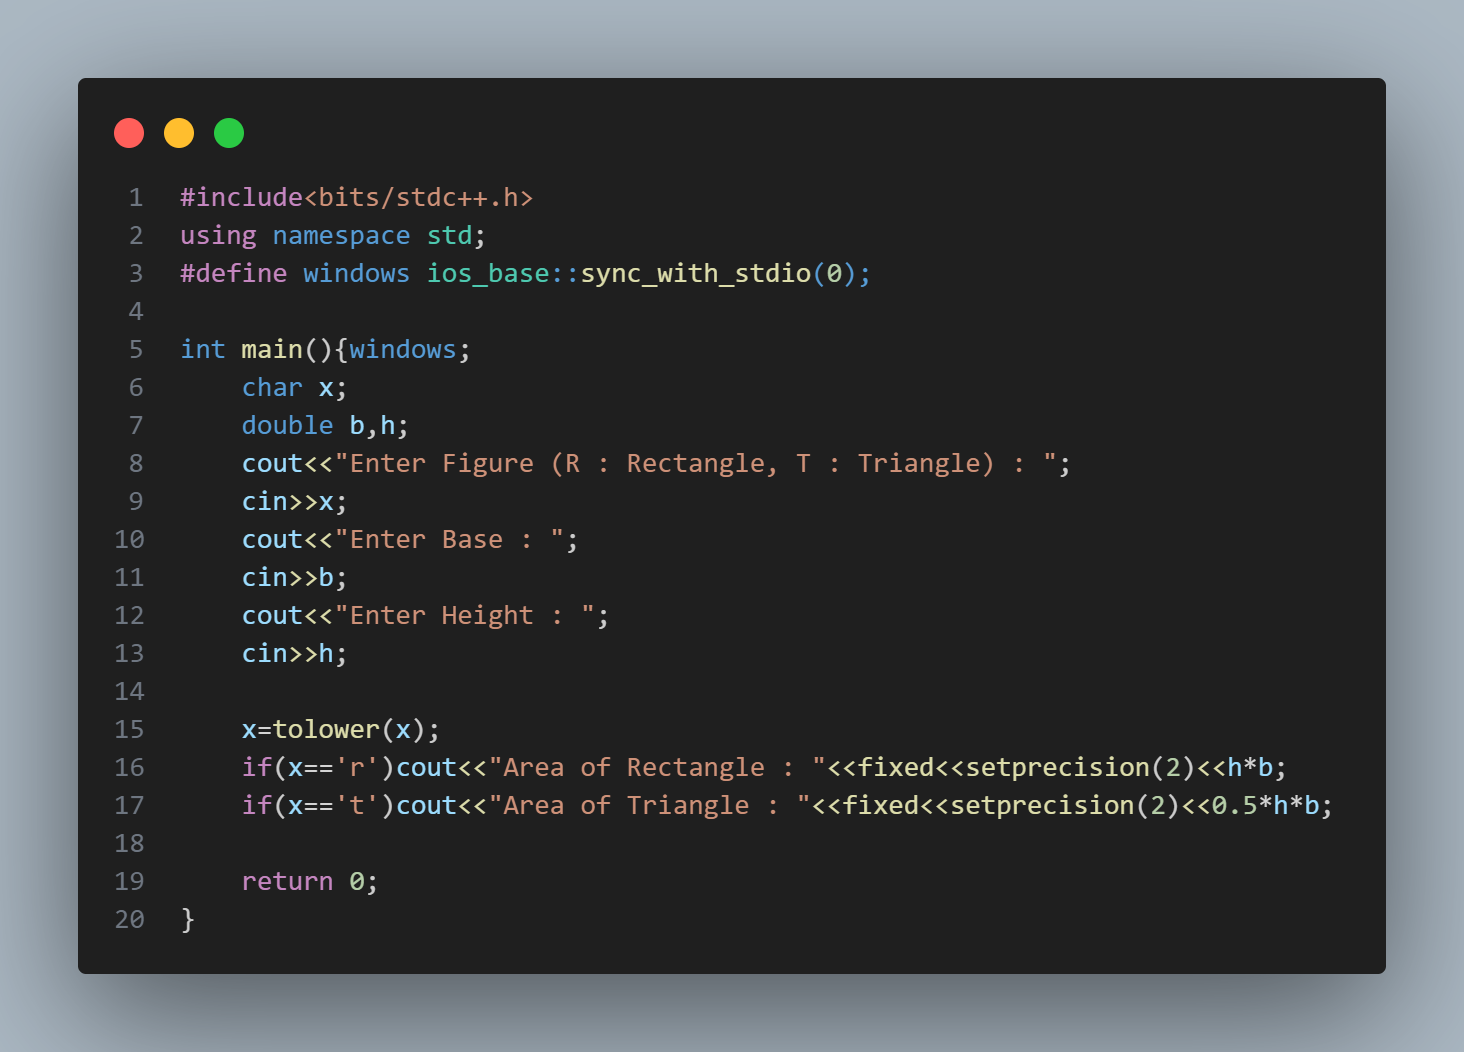 1 #include<bits/stdc++.h>
2 using namespace std;
3 #define windows ios_base::sync_with_stdio(0);
4
5 int main(){windows;
6     char x;
7     double b,h;
8     cout<<"Enter Figure (R : Rectangle, T : Triangle) : ";
9     cin>>x;
10     cout<<"Enter Base : ";
11     cin>>b;
12     cout<<"Enter Height : ";
13     cin>>h;
14
15     x=tolower(x);
16     if(x=='r')cout<<"Area of Rectangle : "<<fixed<<setprecision(2)<<h*b;
17     if(x=='t')cout<<"Area of Triangle : "<<fixed<<setprecision(2)<<0.5*h*b;
18
19     return 0;
20 }